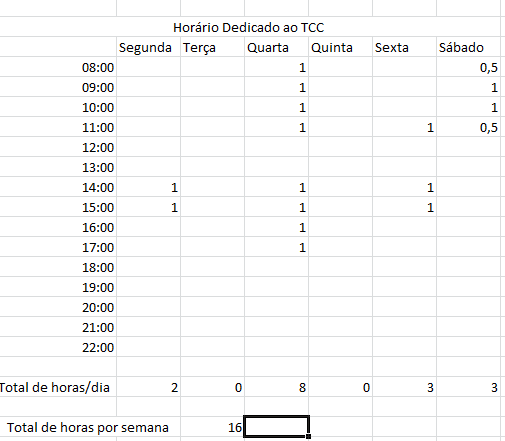 Horário Dedicado ao TCC
Segunda Terça Quarta Quinta Sexta Sábado
08:00 1 0,5
09:00 1 1
10:00 1 1
11:00 1 1 0,5
12:00
13:00
14:00 1 1 1
15:00 1 1 1
16:00 1
17:00 1
18:00
19:00
20:00
21:00
22:00
Total de horas/dia 2 0 8 0 3 3
Total de horas por semana 16